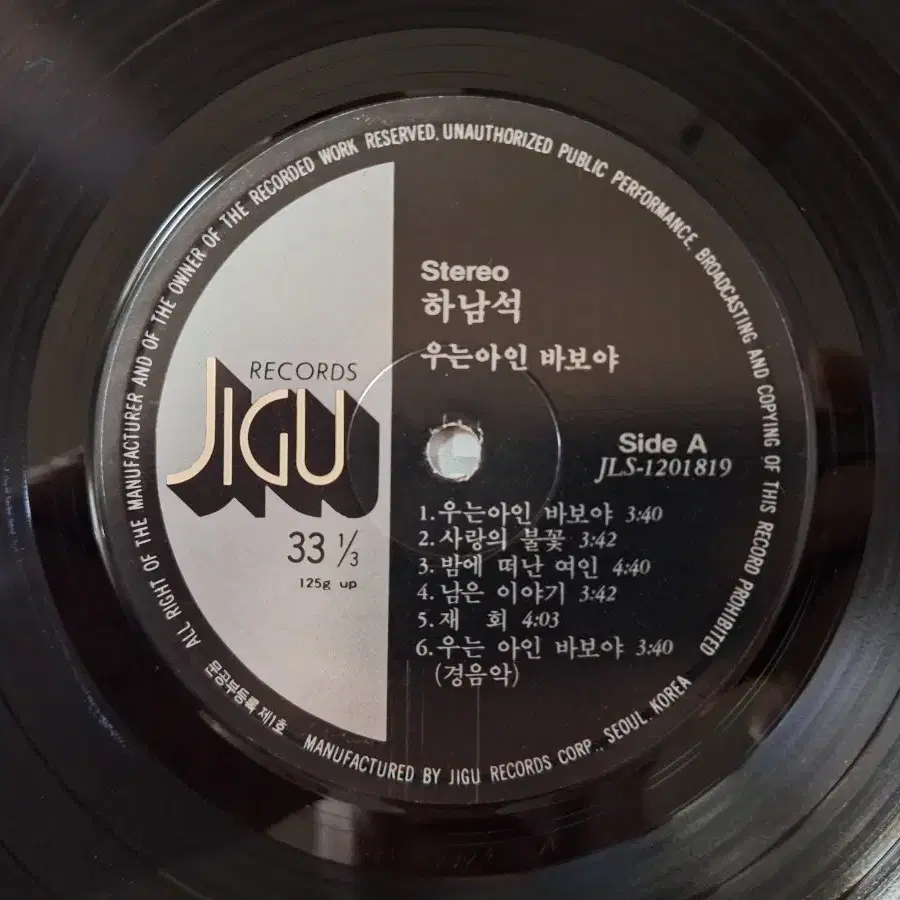 ALL RIGHT OF THE MANUFACTURER AND OF THE OWNER OF THE RECORDED WORK RESERVED. UNAUTHORIZED PUBLIC PERFORMANCE. BROADCASTING AND COPYING OF THIS RECORD PROHIBITED
Stereo
하남석
우는아인 바보야
RECORDS
JIGU
33 1/3
125g up
Side A
JLS-1201819
1. 우는아인 바보야 3:40
2. 사랑의 불꽃 3:42
3. 밤에 떠난 여인 4:40
4. 남은 이야기 3:42
5. 재 회 4:03
6. 우는 아인 바보야 3:40
(경음악)
문공부등록 제1호
MANUFACTURED BY JIGU RECORDS CORP., SEOUL, KOREA